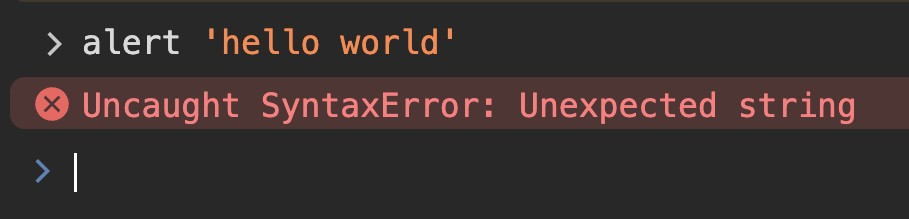 > alert 'hello world'
Uncaught SyntaxError: Unexpected string
>